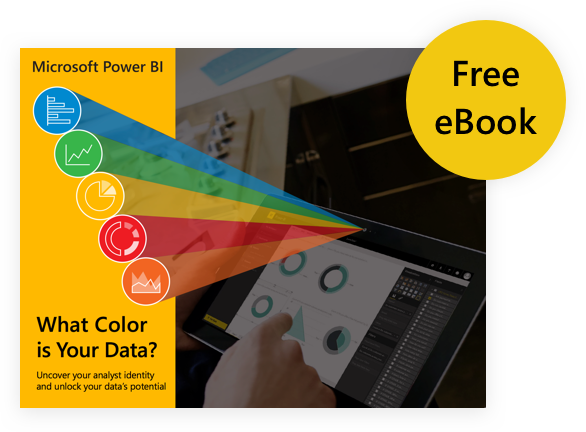 Microsoft Power BI
Free
eBook
What Color
is Your Data?
Uncover your analyst identity
and unlock your data's potential